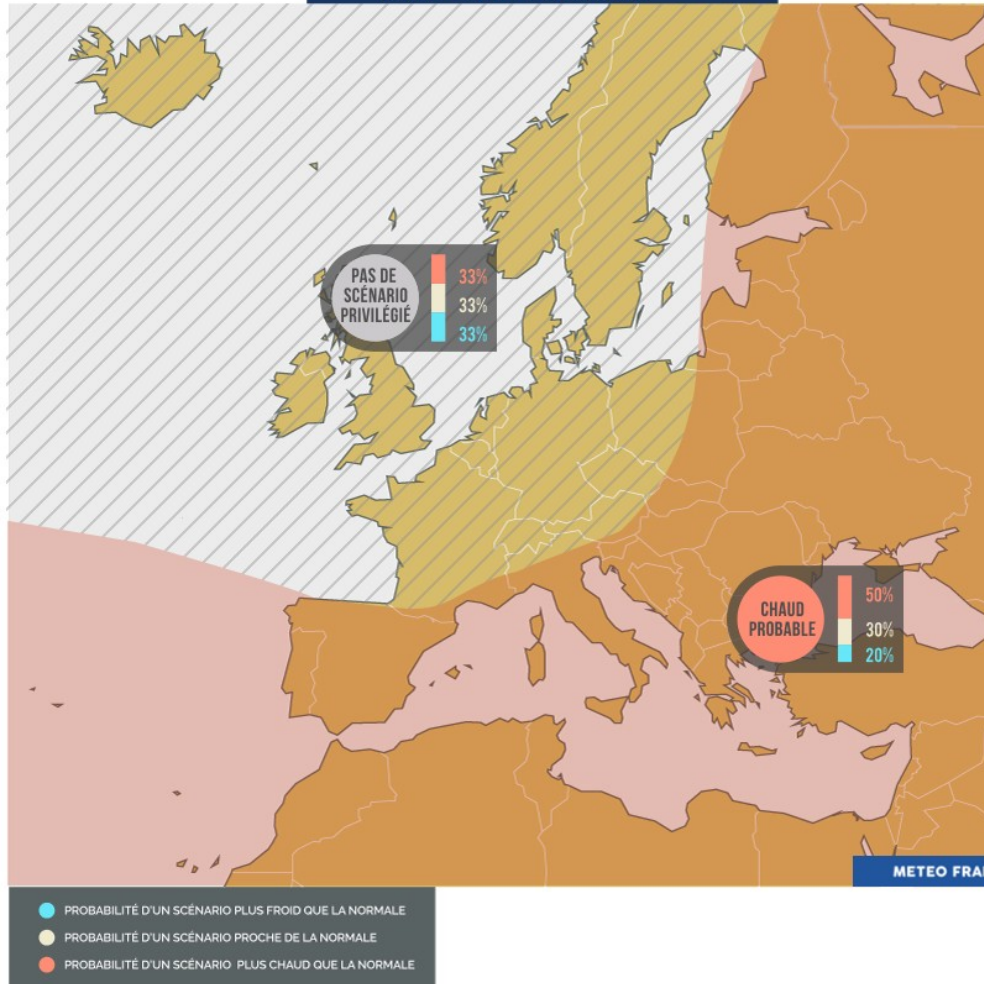 PAS DE
SCÉNARIO
PRIVILÉGIÉ
33%
33%
33%
CHAUD
PROBABLE
50%
30%
20%
METEO FRA
PROBABILITÉ D'UN SCÉNARIO PLUS FROID QUE LA NORMALE
PROBABILITÉ D'UN SCÉNARIO PROCHE DE LA NORMALE
PROBABILITÉ D'UN SCÉNARIO PLUS CHAUD QUE LA NORMALE